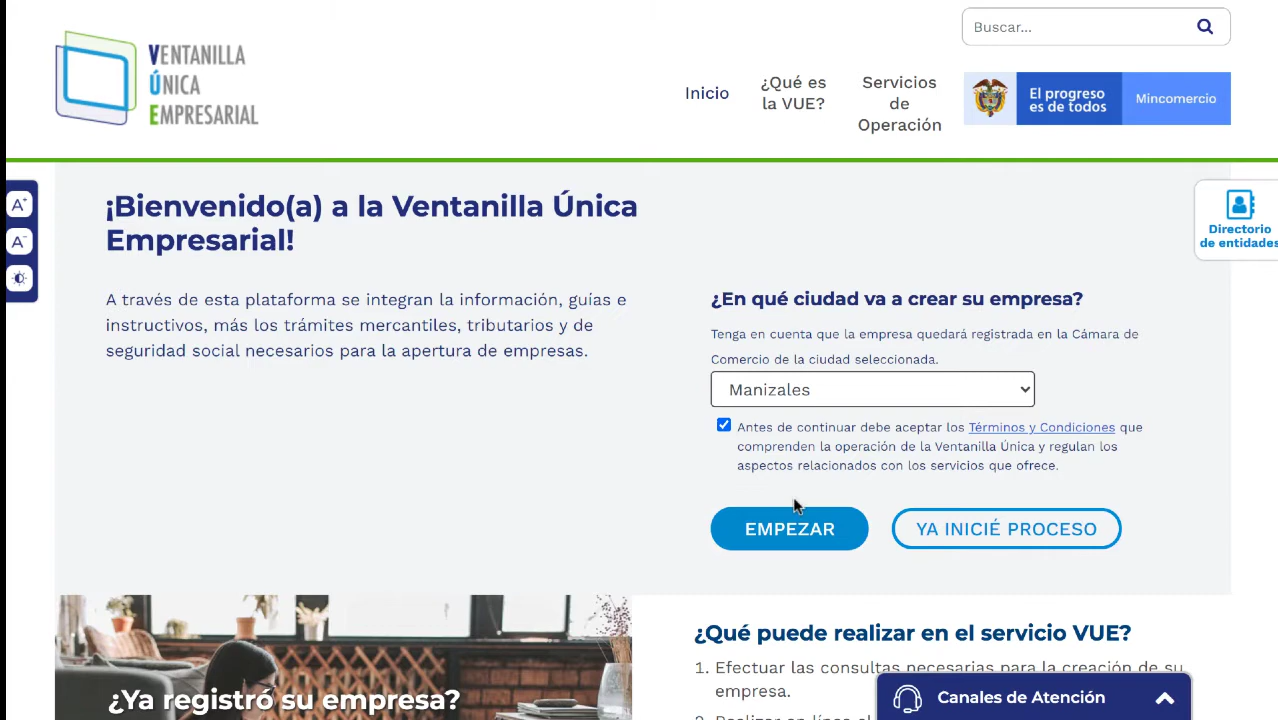 Buscar...
VENTANILLA
ÚNICA
EMPRESARIAL
Inicio
¿Qué es
la VUE?
Servicios
de
Operación
El progreso
es de todos
Mincomercio
A+
A-
¡Bienvenido(a) a la Ventanilla Única
Empresarial!
Directorio
de entidades
A través de esta plataforma se integran la información, guías e
instructivos, más los trámites mercantiles, tributarios y de
seguridad social necesarios para la apertura de empresas.
¿En qué ciudad va a crear su empresa?
Tenga en cuenta que la empresa quedará registrada en la Cámara de
Comercio de la ciudad seleccionada.
Manizales
Antes de continuar debe aceptar los Términos y Condiciones que
comprenden la operación de la Ventanilla Única y regulan los
aspectos relacionados con los servicios que ofrece.
EMPEZAR
YA INICIÉ PROCESO
¿Ya registró su empresa?
¿Qué puede realizar en el servicio VUE?
1. Efectuar las consultas necesarias para la creación de su
empresa.
2. Realizar en línea el
Canales de Atención